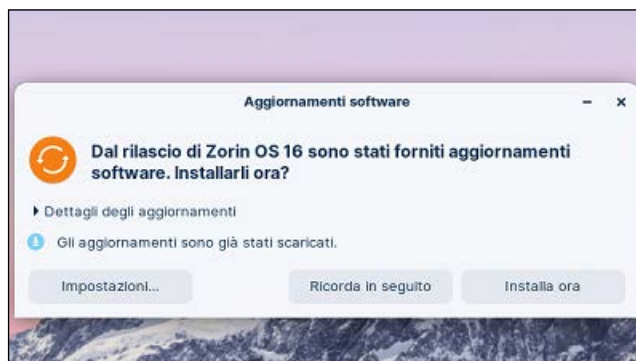 Aggiornamenti software
Dal rilascio di Zorin OS 16 sono stati forniti aggiornamenti
software. Installarli ora?
Dettagli degli aggiornamenti
Gli aggiornamenti sono già stati scaricati.
Impostazioni...
Ricorda in seguito
Installa ora